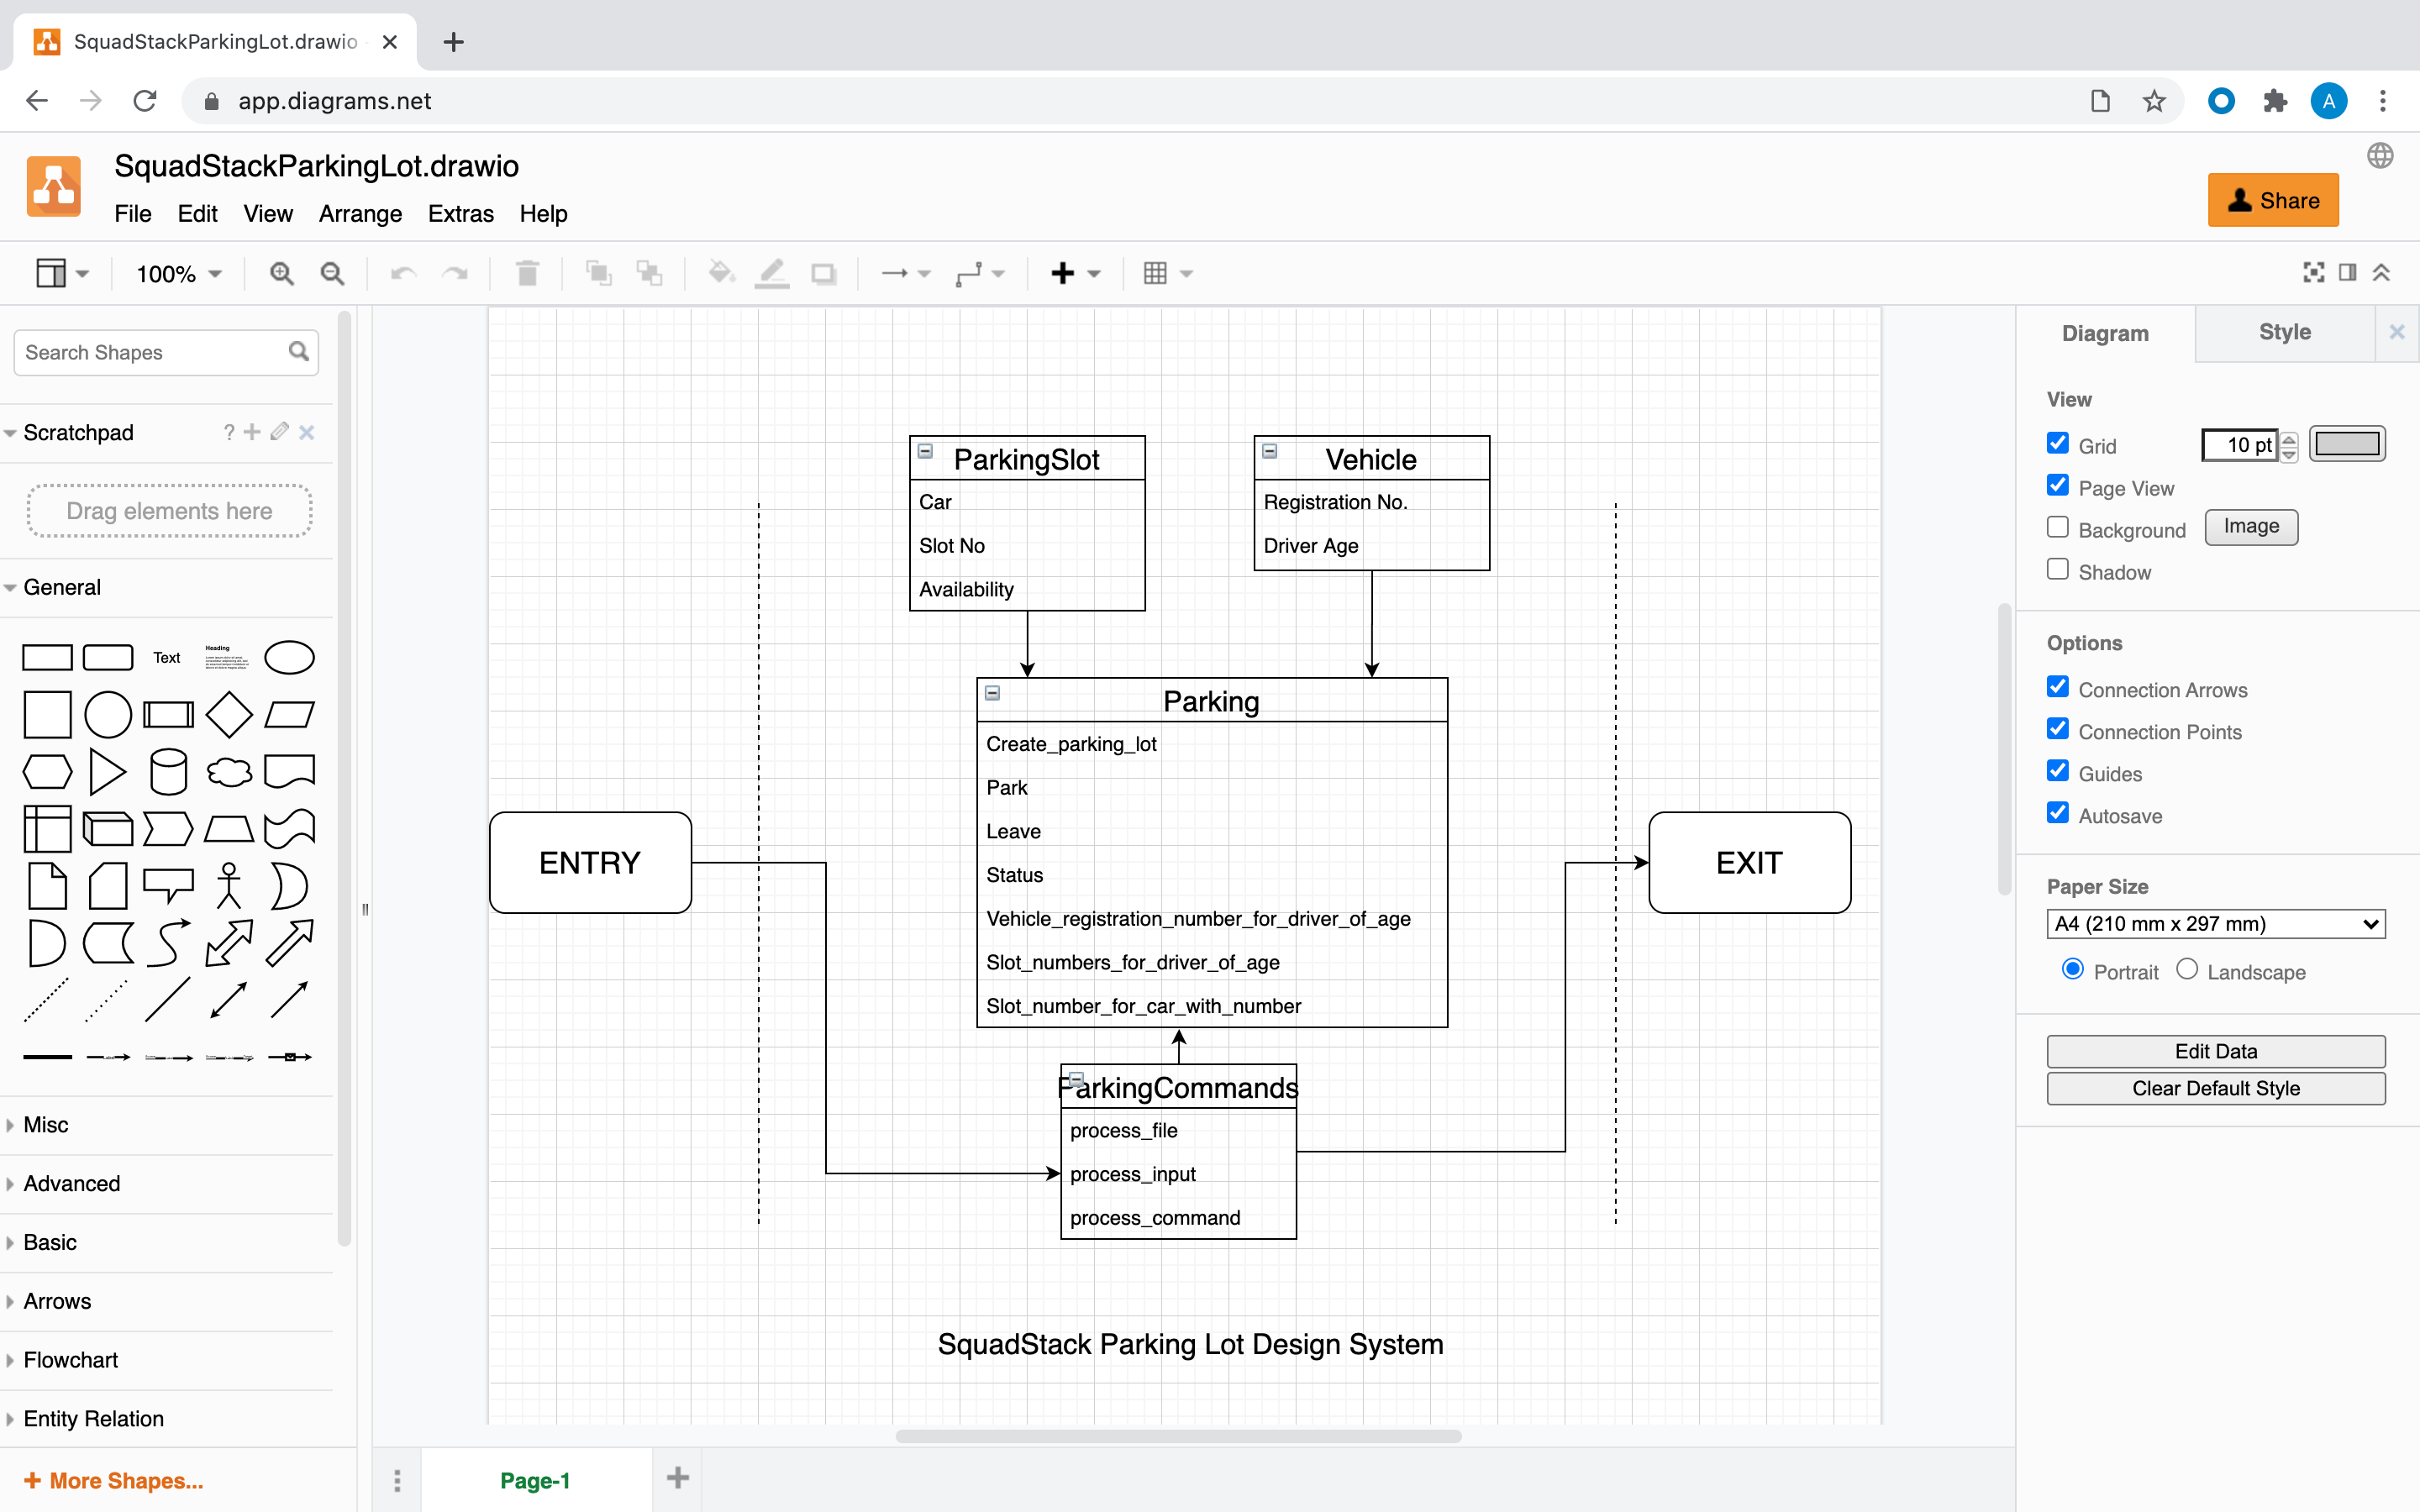 SquadStackParkingLot.drawio
app.diagrams.net
A
SquadStackParkingLot.drawio
File Edit View Arrange Extras Help
Share
100%
Search Shapes
Scratchpad
?
Drag elements here
General
Text
Heading
Misc
Advanced
Basic
Arrows
Flowchart
Entity Relation
+ More Shapes...
ParkingSlot
Car
Slot No
Availability
Vehicle
Registration No.
Driver Age
Parking
Create_parking_lot
Park
Leave
Status
Vehicle_registration_number_for_driver_of_age
Slot_numbers_for_driver_of_age
Slot_number_for_car_with_number
ENTRY
EXIT
ParkingCommands
process_file
process_input
process_command
SquadStack Parking Lot Design System
Page-1
Diagram
Style
View
Grid
10 pt
Page View
Background
Image
Shadow
Options
Connection Arrows
Connection Points
Guides
Autosave
Paper Size
A4 (210 mm x 297 mm)
Portrait
Landscape
Edit Data
Clear Default Style